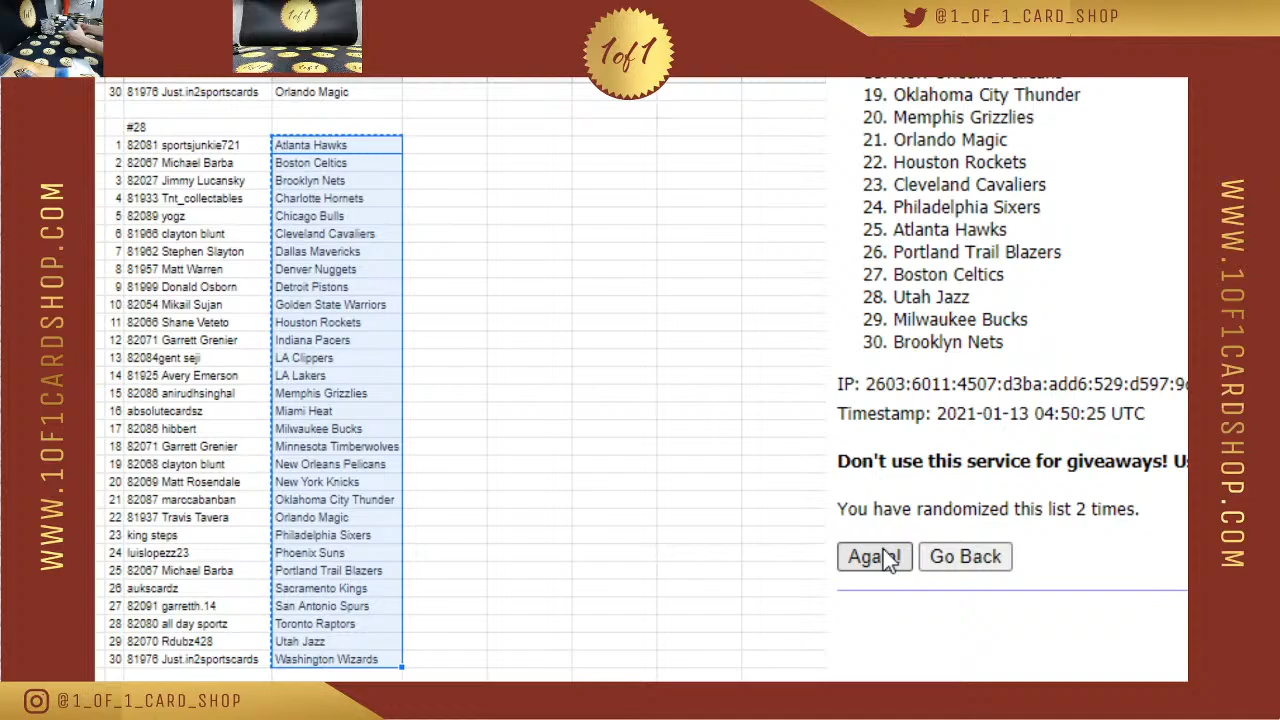 1of1
1of1
@1_OF_1_CARD_SHOP
WWW.1OF1CARDSHOP.COM
30 81976 Just.in2sportscards Orlando Magic
#28
1 82081 sportsjunkie721 Atlanta Hawks
2 82067 Michael Barba Boston Celtics
3 82027 Jimmy Lucansky Brooklyn Nets
4 81933 Tnt_collectables Charlotte Hornets
5 82089 yogz Chicago Bulls
6 81966 clayton blunt Cleveland Cavaliers
7 81962 Stephen Slayton Dallas Mavericks
8 81957 Matt Warren Denver Nuggets
9 81999 Donald Osborn Detroit Pistons
10 82054 Mikail Sujan Golden State Warriors
11 82066 Shane Veteto Houston Rockets
12 82071 Garrett Grenier Indiana Pacers
13 82084gent seji LA Clippers
14 81925 Avery Emerson LA Lakers
15 82086 anirudhsinghal Memphis Grizzlies
16 absolutecardsz Miami Heat
17 82086 hibbert Milwaukee Bucks
18 82071 Garrett Grenier Minnesota Timberwolves
19 82068 clayton blunt New Orleans Pelicans
20 82069 Matt Rosendale New York Knicks
21 82087 marccabanban Oklahoma City Thunder
22 81937 Travis Tavera Orlando Magic
23 king steps Philadelphia Sixers
24 luislopezz23 Phoenix Suns
25 82067 Michael Barba Portland Trail Blazers
26 aukscardz Sacramento Kings
27 82091 garretth.14 San Antonio Spurs
28 82080 all day sportz Toronto Raptors
29 82070 Rdubz428 Utah Jazz
30 81976 Just.in2sportscards Washington Wizards
19. Oklahoma City Thunder
20. Memphis Grizzlies
21. Orlando Magic
22. Houston Rockets
23. Cleveland Cavaliers
24. Philadelphia Sixers
25. Atlanta Hawks
26. Portland Trail Blazers
27. Boston Celtics
28. Utah Jazz
29. Milwaukee Bucks
30. Brooklyn Nets
IP: 2603:6011:4507:d3ba:add6:529:d597:9
Timestamp: 2021-01-13 04:50:25 UTC
Don't use this service for giveaways! U
You have randomized this list 2 times.
Again! Go Back
WWW.1OF1CARDSHOP.COM
@1_OF_1_CARD_SHOP